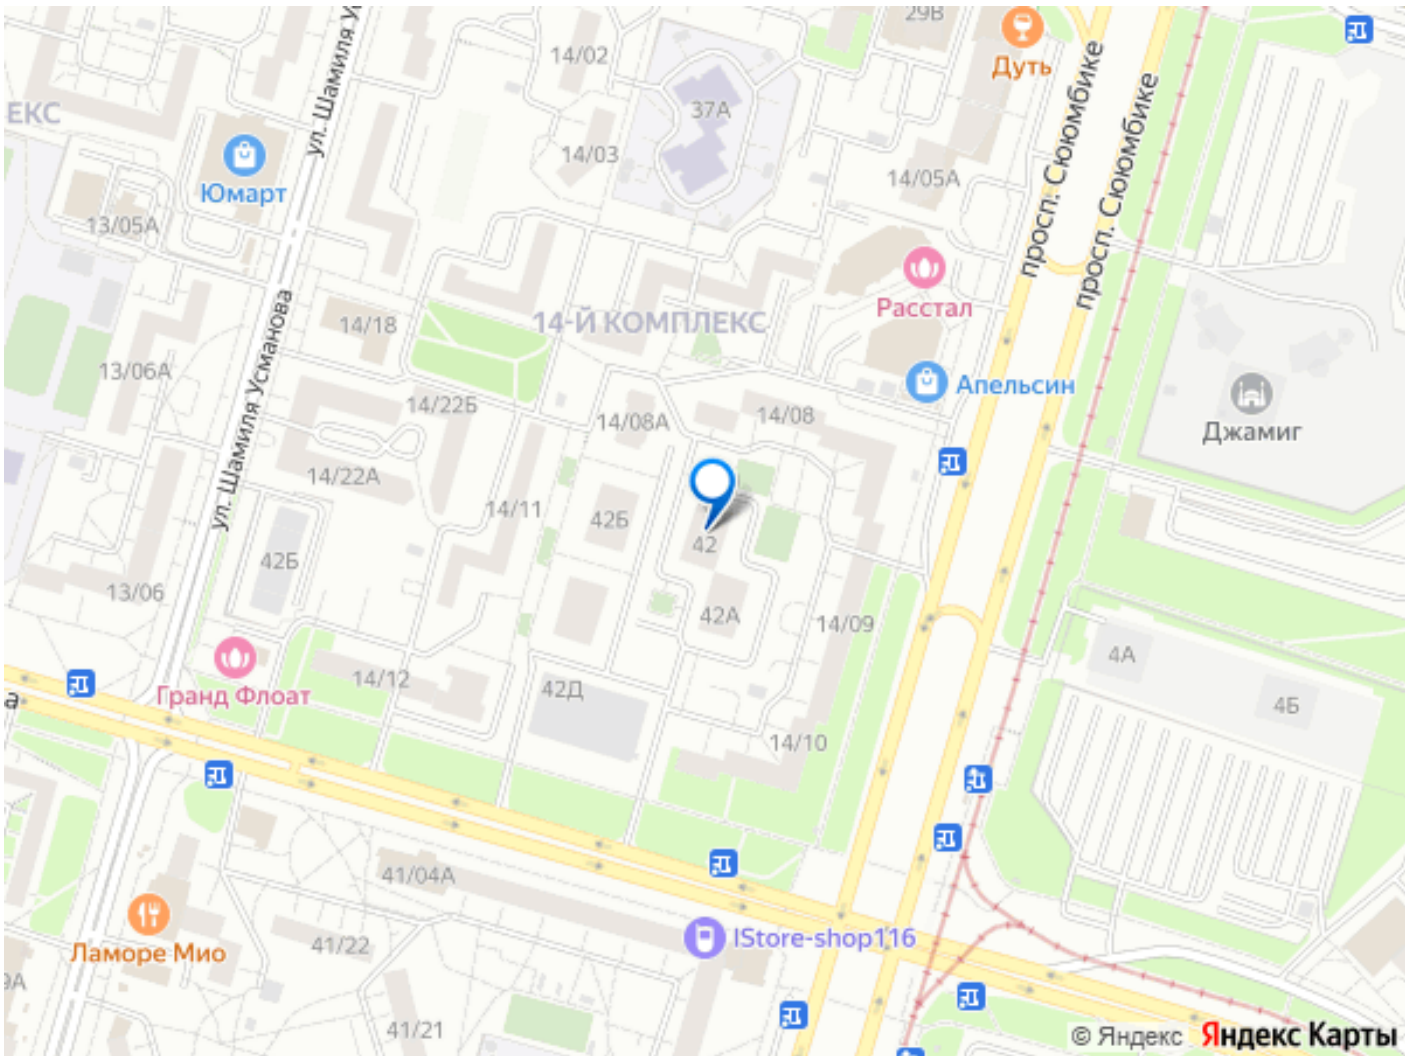 29В
ул. Шамиля У
14/02
Дуть
просп. Сююмбике
просп. Сююмбике
ЕКС
37А
14/03
Юмарт
14/05А
13/05А
Расстал
14/18
14-Й КОМПЛЕКС
ул. Шамиля Усманова
13/06А
14/22Б
14/08А
14/08
Апельсин
Джамиг
14/22А
14/11
42Б
42
42Б
13/06
42А
14/09
4А
14/12
42Д
Гранд Флоат
а
4Б
14/10
41/04А
41/22
IStore-shop116
Ламоре Мио
9А
41/21
© Яндекс Яндекс Карты